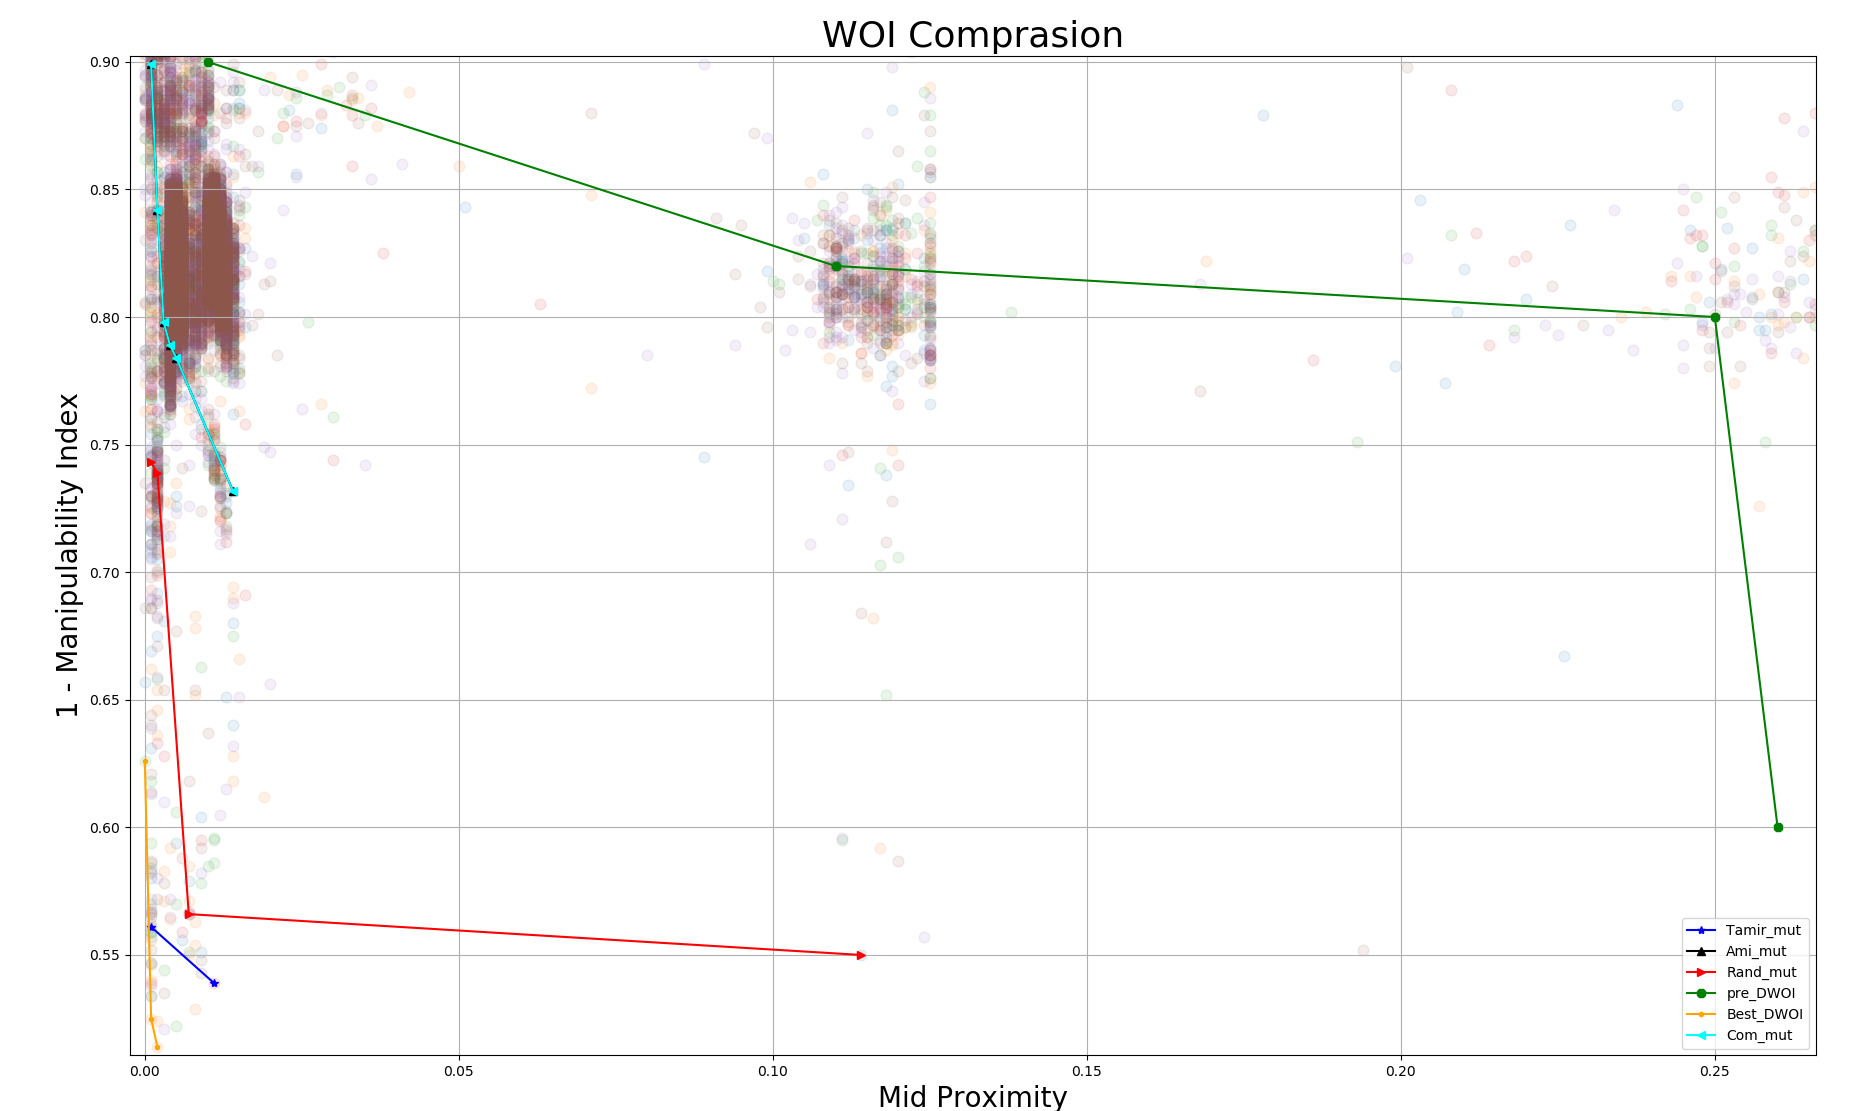 WOI Comprasion
0.90
0.85
0.80
0.75
0.70
0.65
0.60
0.55
1 - Manipulability Index
0.00 0.05 0.10 0.15 0.20 0.25
Mid Proximity
Tamir_mut
Ami_mut
Rand_mut
pre_DWOI
Best_DWOI
Com_mut